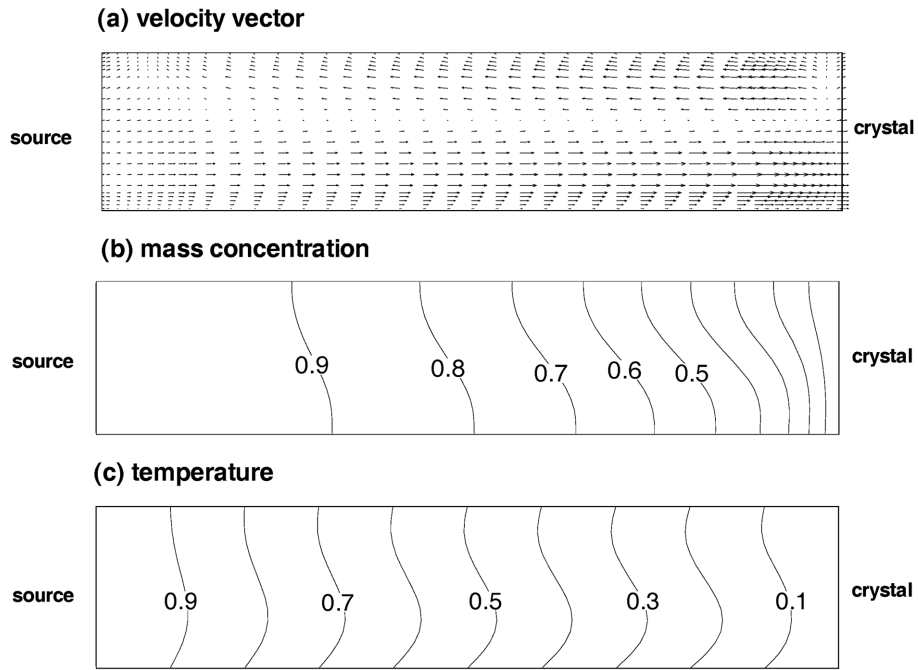 (a) velocity vector
source
crystal
(b) mass concentration
source
0.9
0.8
0.7
0.6
0.5
crystal
(c) temperature
source
0.9
0.7
0.5
0.3
0.1
crystal